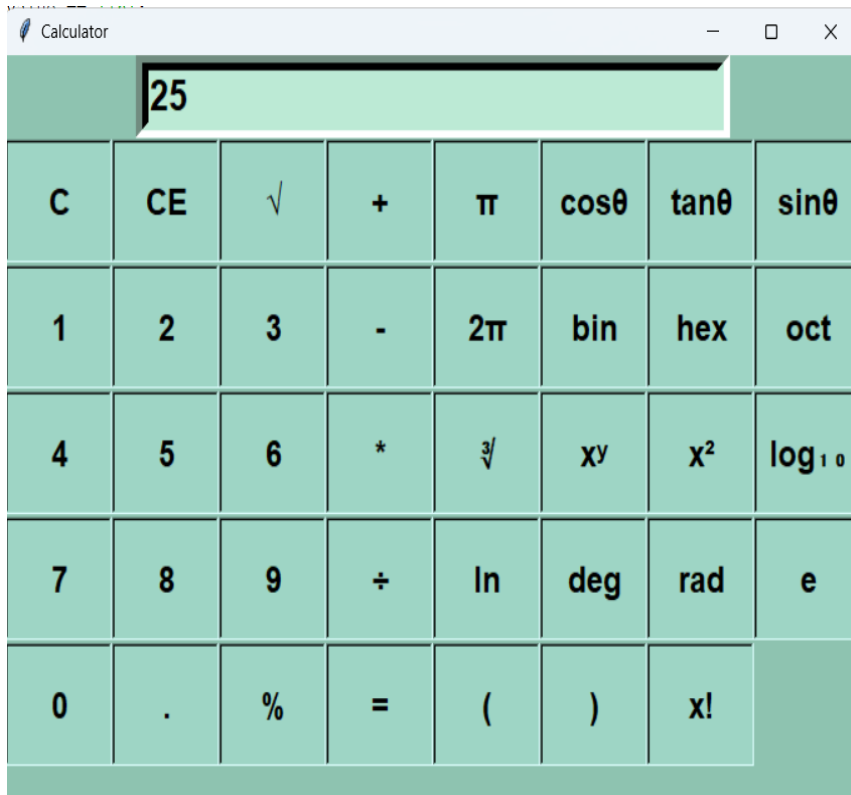 Calculator
25
C CE √ + π cosθ tanθ sinθ
1 2 3 - 2π bin hex oct
4 5 6 * ∛ xʸ x² log₁₀
7 8 9 ÷ ln deg rad e
0 . % = ( ) x!